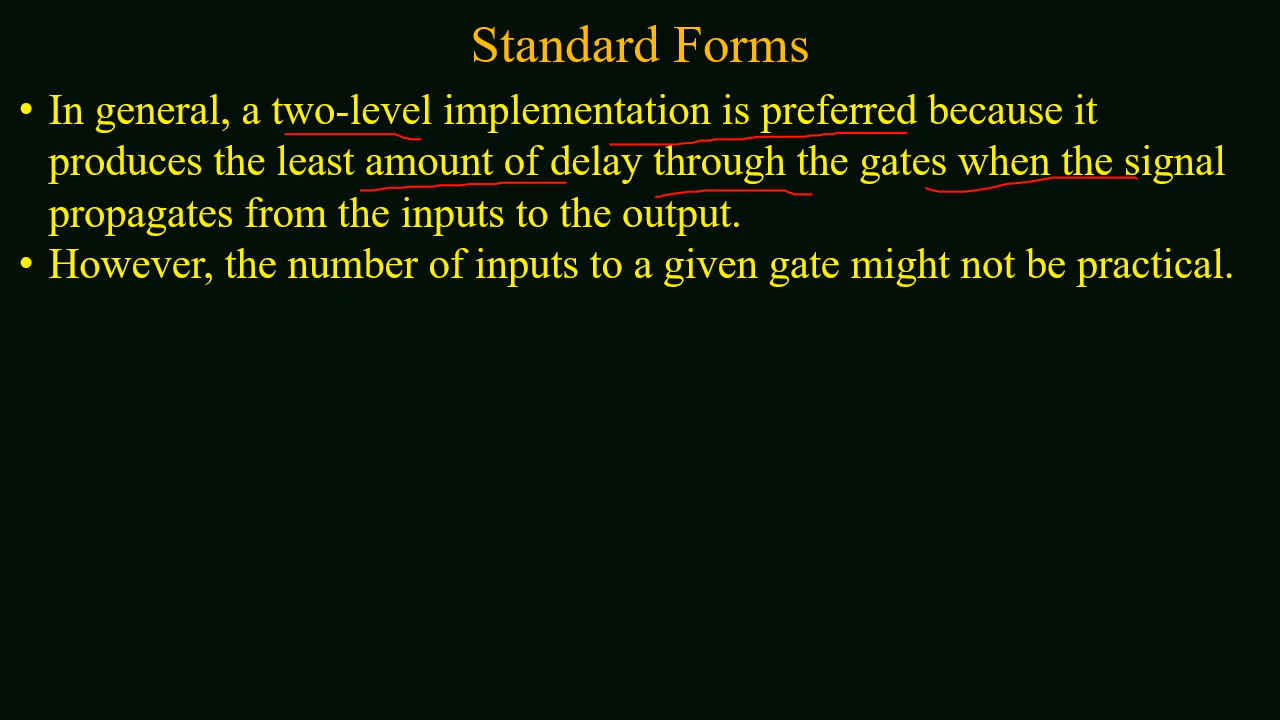 Standard Forms
• In general, a two-level implementation is preferred because it
produces the least amount of delay through the gates when the signal
propagates from the inputs to the output.
• However, the number of inputs to a given gate might not be practical.